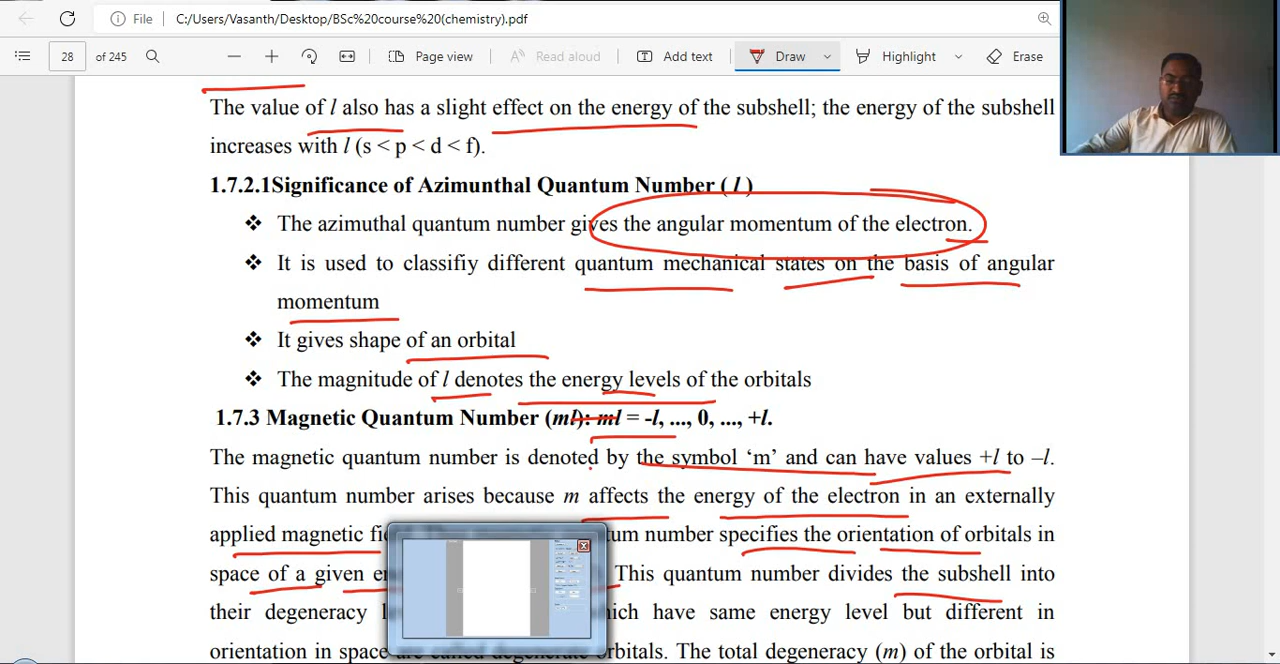 File C:/Users/Vasanth/Desktop/BSc%20course%20(chemistry).pdf
28 of 245 Page view Read aloud Add text Draw Highlight Erase
The value of l also has a slight effect on the energy of the subshell; the energy of the subshell
increases with l (s < p < d < f).
1.7.2.1Significance of Azimunthal Quantum Number ( l )
❖ The azimuthal quantum number gives the angular momentum of the electron.
❖ It is used to classifiy different quantum mechanical states on the basis of angular
momentum
❖ It gives shape of an orbital
❖ The magnitude of l denotes the energy levels of the orbitals
1.7.3 Magnetic Quantum Number (ml): ml = -l, ..., 0, ..., +l.
The magnetic quantum number is denoted by the symbol ‘m’ and can have values +l to –l.
This quantum number arises because m affects the energy of the electron in an externally
applied magnetic number specifies the orientation of orbitals in
space of a given This quantum number divides the subshell into
their degeneracy have same energy level but different in
orientation in space are called degenerate orbitals. The total degeneracy (m) of the orbital is